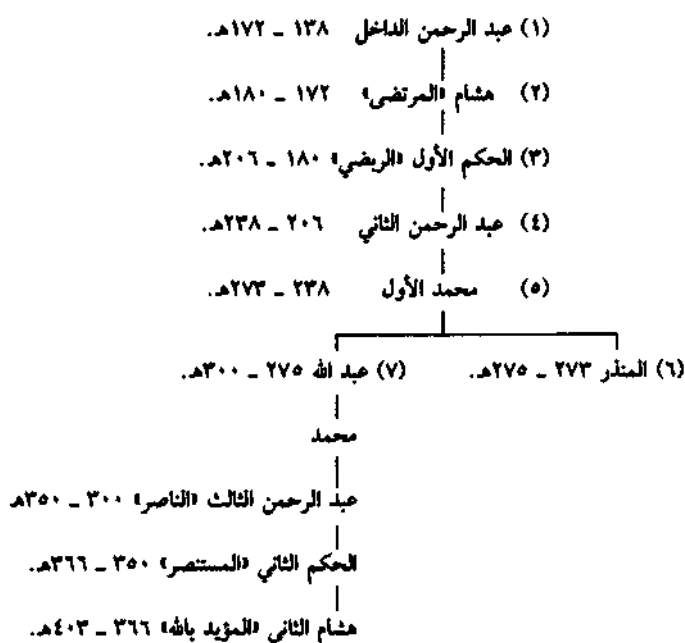 (١) عبد الرحمن الداخل ١٣٨ - ١٧٢هـ.
(٢) هشام «المرتضى» ١٧٢ - ١٨٠هـ.
(٣) الحكم الأول «الربضي» ١٨٠ - ٢٠٦هـ.
(٤) عبد الرحمن الثاني ٢٠٦ - ٢٣٨هـ.
(٥) محمد الأول ٢٣٨ - ٢٧٣هـ.
(٦) المنذر ٢٧٣ - ٢٧٥هـ. (٧) عبد الله ٢٧٥ - ٣٠٠هـ.
محمد
عبد الرحمن الثالث «الناصر» ٣٠٠ - ٣٥٠هـ
الحكم الثاني «المستنصر» ٣٥٠ - ٣٦٦هـ.
هشام الثاني «المؤيد بالله» ٣٦٦ - ٤٠٣هـ.